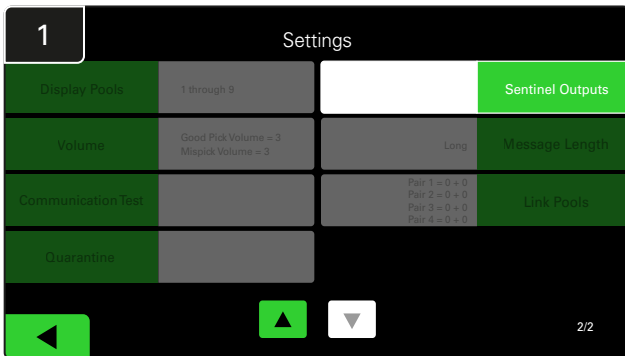 1
Settings
Display Pools
1 through 9
Sentinel Outputs
Volume
Good Pick Volume = 3
Mispick Volume = 3
Long
Message Length
Communication Test
Pair 1 = 0 + 0
Pair 2 = 0 + 0
Pair 3 = 0 + 0
Pair 4 = 0 + 0
Link Pools
Quarantine
2/2